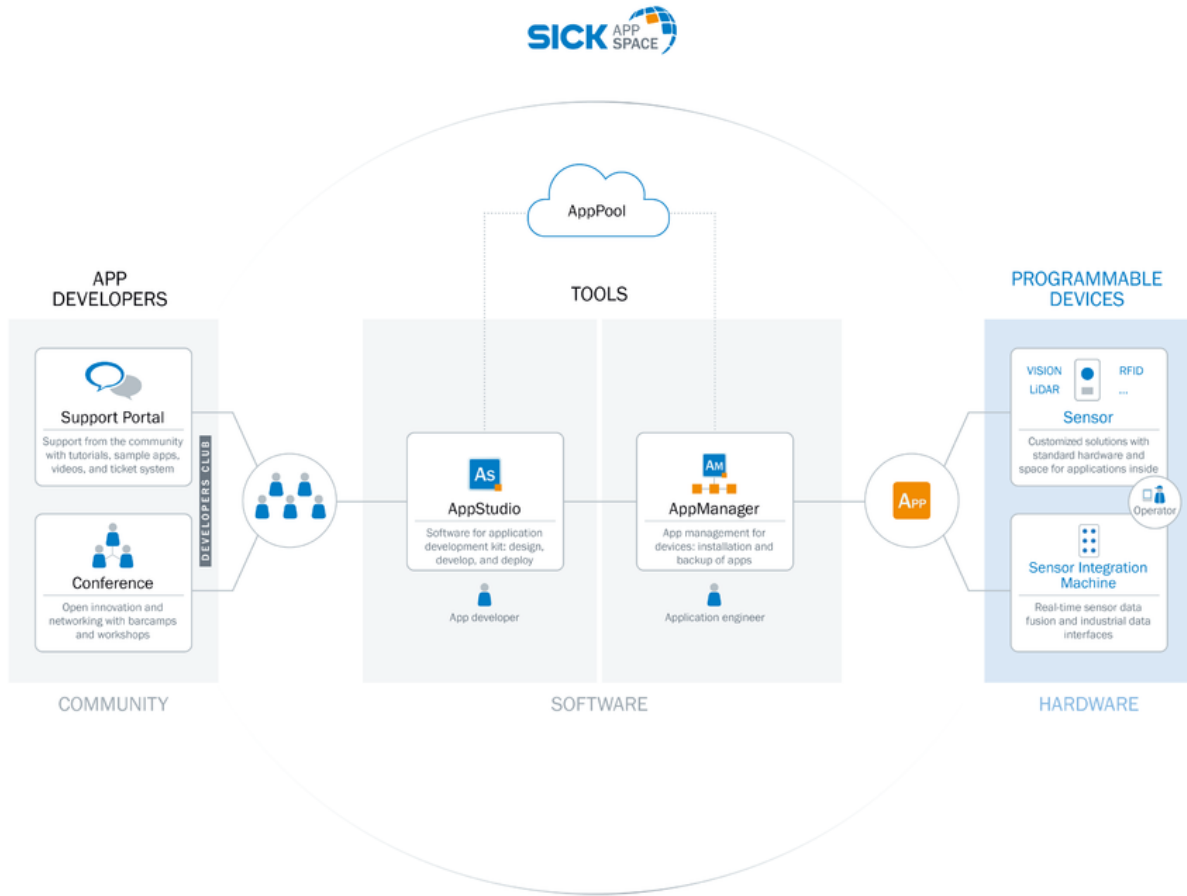 SICK APP SPACE
AppPool
APP
DEVELOPERS
TOOLS
PROGRAMMABLE
DEVICES
Support Portal
Support from the community
with tutorials, sample apps,
videos, and ticket system
Conference
Open innovation and
networking with barcamps
and workshops
DEVELOPERS CLUB
As
AppStudio
Software for application
development kit: design,
develop, and deploy
App developer
AM
AppManager
App management for
devices: installation and
backup of apps
Application engineer
APP
VISION
RFID
LiDAR
...
Sensor
Customized solutions with
standard hardware and
space for applications inside
Operator
Sensor Integration
Machine
Real-time sensor data
fusion and industrial data
interfaces
COMMUNITY
SOFTWARE
HARDWARE